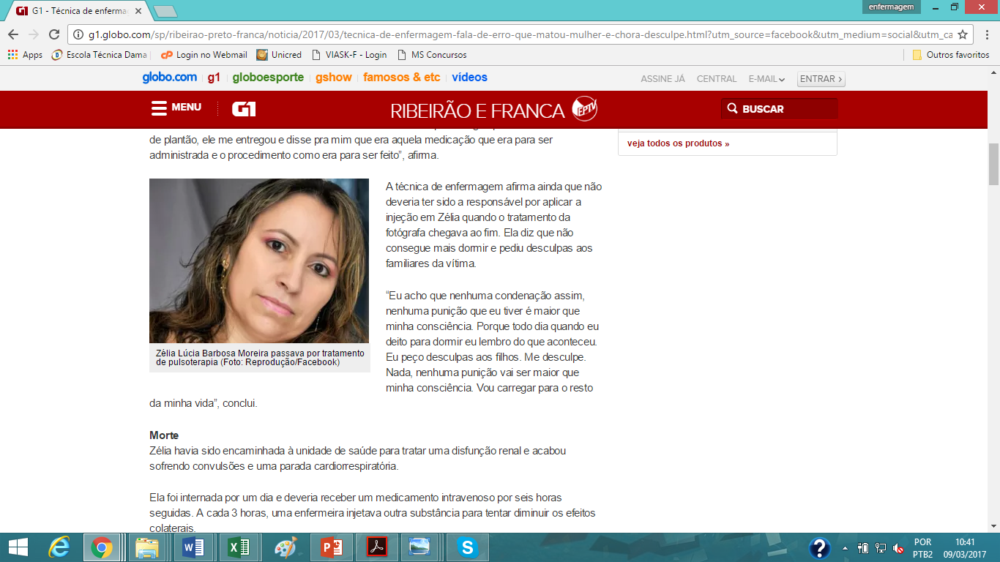 G1 - Técnica de enferma
enfermagem
g1.globo.com/sp/ribeirao-preto-franca/noticia/2017/03/tecnica-de-enfermagem-fala-de-erro-que-matou-mulher-e-chora-desculpe.html?utm_source=facebook&utm_medium=social&utm_ca
Apps Escola Técnica Dama Login no Webmail Unicred VIASK-F - Login MS Concursos Outros favoritos
globo.com g1 globoesporte gshow famosos & etc vídeos ASSINE JÁ CENTRAL E-MAIL ENTRAR ›
MENU G1 RIBEIRÃO E FRANCA EPTV BUSCAR
de plantão, ele me entregou e disse pra mim que era aquela medicação que era para ser
administrada e o procedimento como era para ser feito”, afirma.
veja todos os produtos »
A técnica de enfermagem afirma ainda que não
deveria ter sido a responsável por aplicar a
injeção em Zélia quando o tratamento da
fotógrafa chegava ao fim. Ela diz que não
consegue mais dormir e pediu desculpas aos
familiares da vítima.
“Eu acho que nenhuma condenação assim,
nenhuma punição que eu tiver é maior que
minha consciência. Porque todo dia quando eu
deito para dormir eu lembro do que aconteceu.
Eu peço desculpas aos filhos. Me desculpe.
Nada, nenhuma punição vai ser maior que
minha consciência. Vou carregar para o resto
da minha vida”, conclui.
Zélia Lúcia Barbosa Moreira passava por tratamento
de pulsoterapia (Foto: Reprodução/Facebook)
Morte
Zélia havia sido encaminhada à unidade de saúde para tratar uma disfunção renal e acabou
sofrendo convulsões e uma parada cardiorrespiratória.
Ela foi internada por um dia e deveria receber um medicamento intravenoso por seis horas
seguidas. A cada 3 horas, uma enfermeira injetava outra substância para tentar diminuir os efeitos
colaterais.
POR
PTB2
10:41
09/03/2017